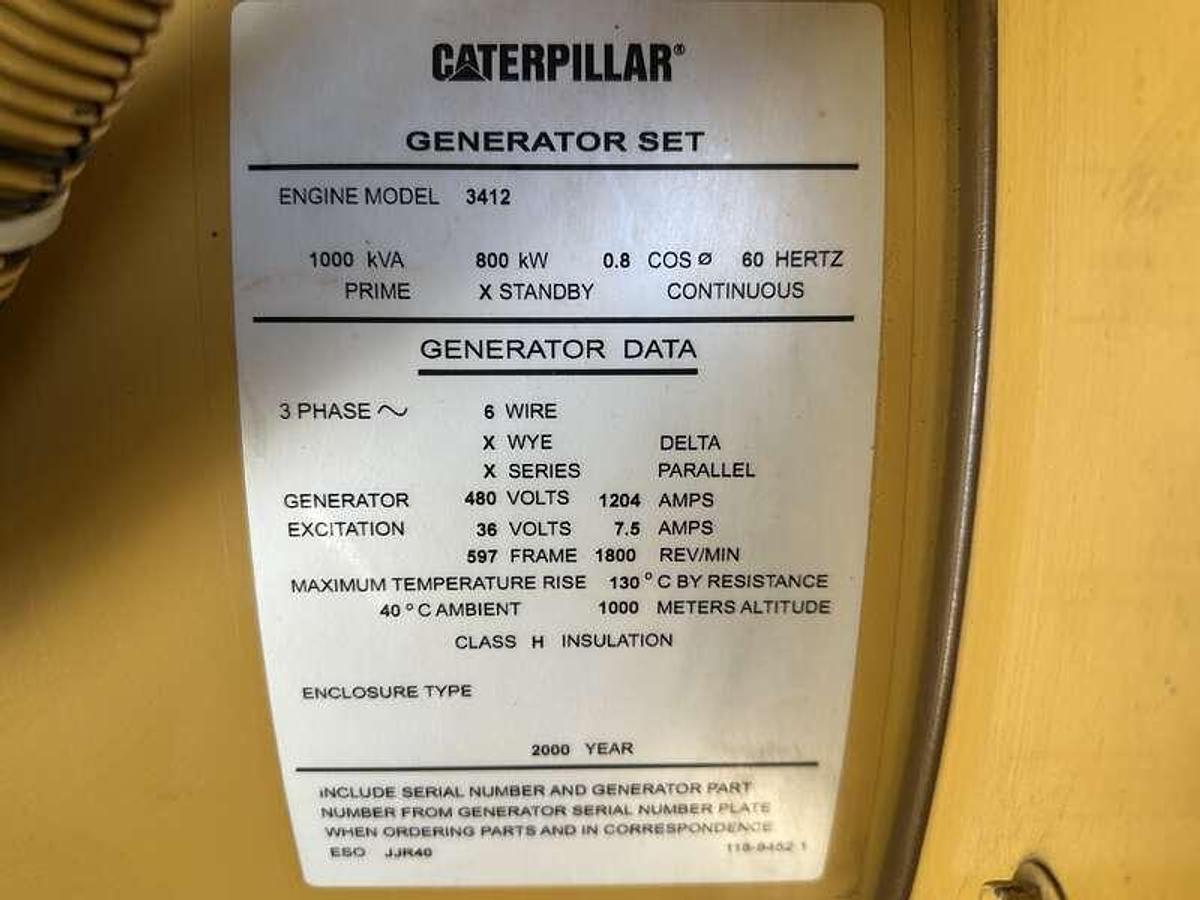 CATERPILLAR®
GENERATOR SET
ENGINE MODEL 3412
1000 kVA 800 kW 0.8 COS ø 60 HERTZ
PRIME X STANDBY CONTINUOUS
GENERATOR DATA
3 PHASE ~ 6 WIRE
X WYE DELTA
X SERIES PARALLEL
GENERATOR 480 VOLTS 1204 AMPS
EXCITATION 36 VOLTS 7.5 AMPS
597 FRAME 1800 REV/MIN
MAXIMUM TEMPERATURE RISE 130 °C BY RESISTANCE
40 °C AMBIENT 1000 METERS ALTITUDE
CLASS H INSULATION
ENCLOSURE TYPE
2000 YEAR
INCLUDE SERIAL NUMBER AND GENERATOR PART
NUMBER FROM GENERATOR SERIAL NUMBER PLATE
WHEN ORDERING PARTS AND IN CORRESPONDENCE
ESO JJR40